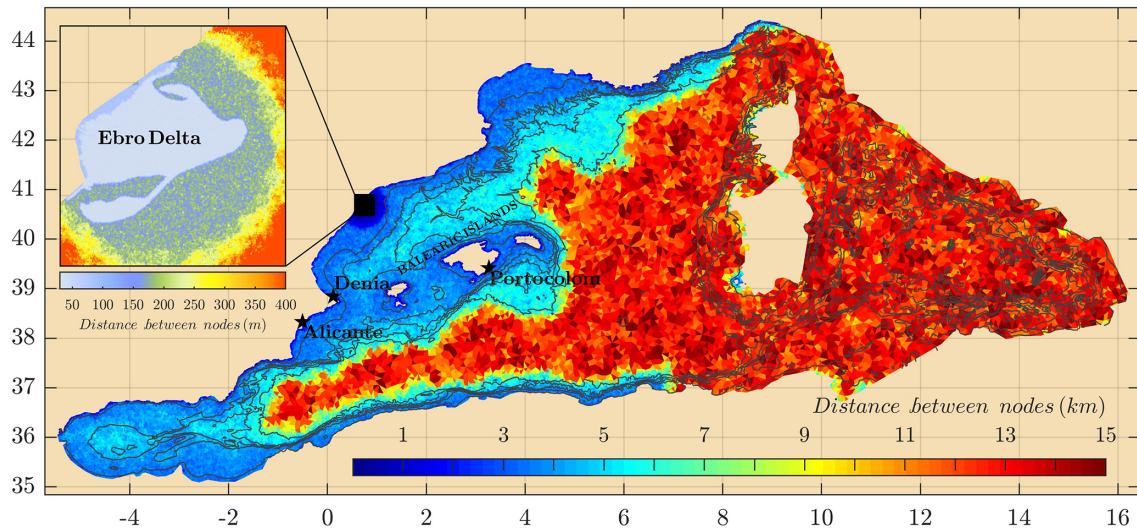 44
43
42
41
40
39
38
37
36
35
Ebro Delta
50 100 150 200 250 300 350 400
Distance between nodes (m)
BALEARIC ISLANDS
Denia
Portocolom
Alicante
Distance between nodes (km)
1 3 5 7 9 11 13 15
-4 -2 0 2 4 6 8 10 12 14 16